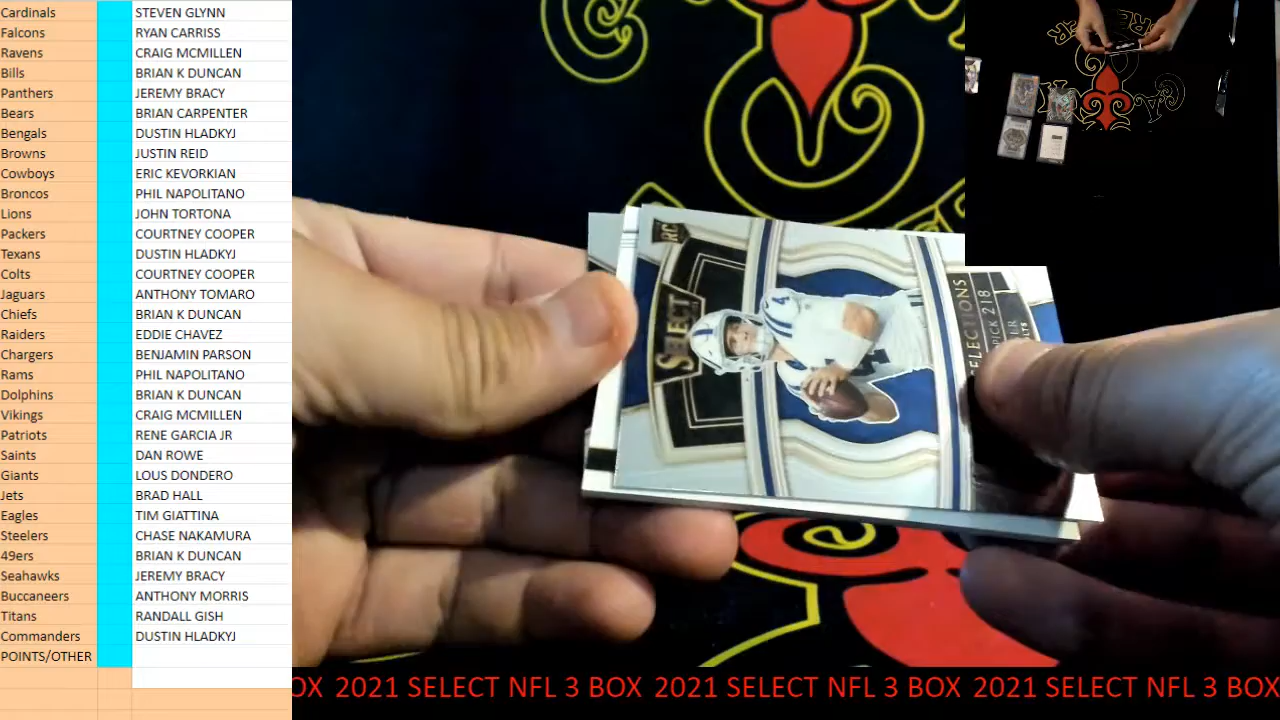 Cardinals STEVEN GLYNN
Falcons RYAN CARRISS
Ravens CRAIG MCMILLEN
Bills BRIAN K DUNCAN
Panthers JEREMY BRACY
Bears BRIAN CARPENTER
Bengals DUSTIN HLADKYJ
Browns JUSTIN REID
Cowboys ERIC KEVORKIAN
Broncos PHIL NAPOLITANO
Lions JOHN TORTONA
Packers COURTNEY COOPER
Texans DUSTIN HLADKYJ
Colts COURTNEY COOPER
Jaguars ANTHONY TOMARO
Chiefs BRIAN K DUNCAN
Raiders EDDIE CHAVEZ
Chargers BENJAMIN PARSON
Rams PHIL NAPOLITANO
Dolphins BRIAN K DUNCAN
Vikings CRAIG MCMILLEN
Patriots RENE GARCIA JR
Saints DAN ROWE
Giants LOUS DONDERO
Jets BRAD HALL
Eagles TIM GIATTINA
Steelers CHASE NAKAMURA
49ers BRIAN K DUNCAN
Seahawks JEREMY BRACY
Buccaneers ANTHONY MORRIS
Titans RANDALL GISH
Commanders DUSTIN HLADKYJ
POINTS/OTHER
RC
SELECT
4
PICK 218
OX 2021 SELECT NFL 3 BOX 2021 SELECT NFL 3 BOX 2021 SELECT NFL 3 BOX